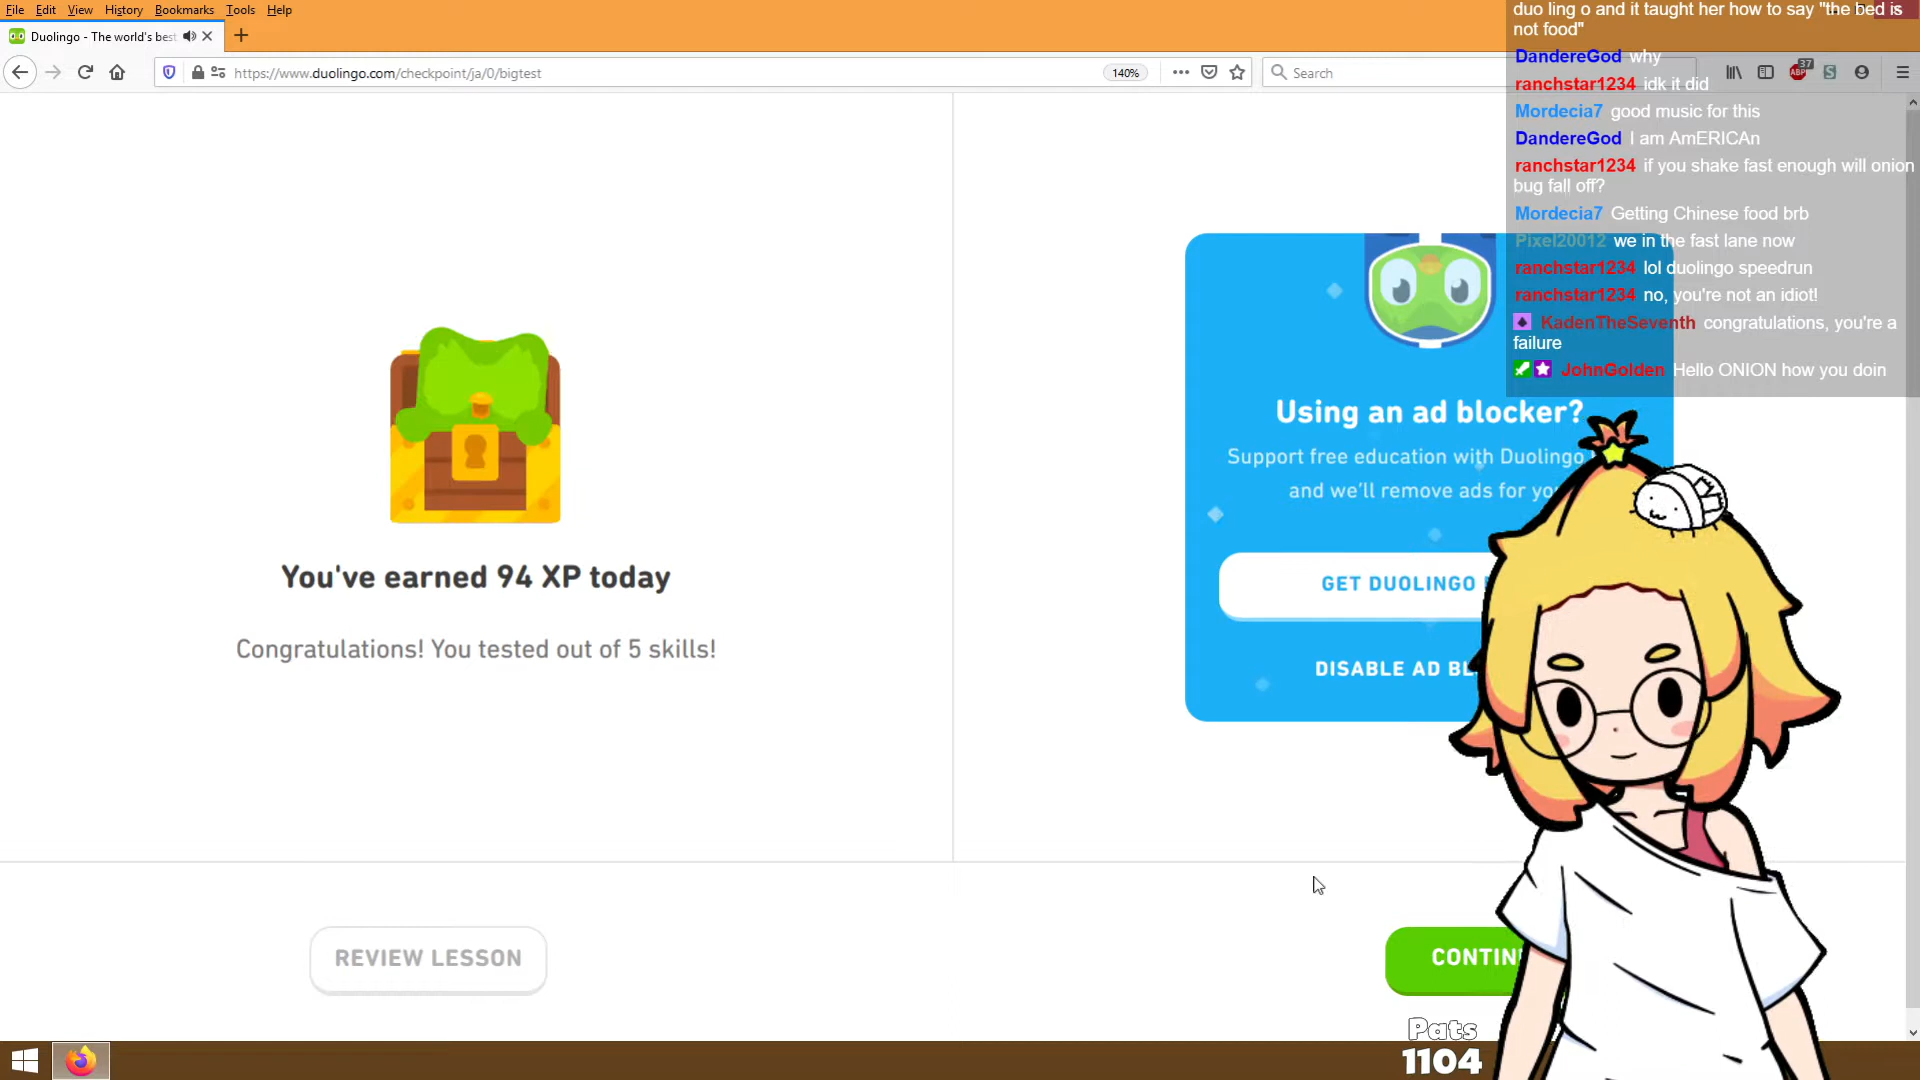 File Edit View History Bookmarks Tools Help
Duolingo - The world's best
https://www.duolingo.com/checkpoint/ja/0/bigtest
140%
Search
37
ABP
duo ling o and it taught her how to say "the bed is
not food"
DandereGod why
ranchstar1234 idk it did
Mordecia7 good music for this
DandereGod I am AmERICAn
ranchstar1234 if you shake fast enough will onion
bug fall off?
Mordecia7 Getting Chinese food brb
Pixel20012 we in the fast lane now
ranchstar1234 lol duolingo speedrun
ranchstar1234 no, you're not an idiot!
KadenTheSeventh congratulations, you're a
failure
JohnGolden Hello ONION how you doin
You've earned 94 XP today
Congratulations! You tested out of 5 skills!
Using an ad blocker?
Support free education with Duolingo
and we'll remove ads for
GET DUOLINGO
DISABLE AD
REVIEW LESSON
CONTIN
Pats
1104